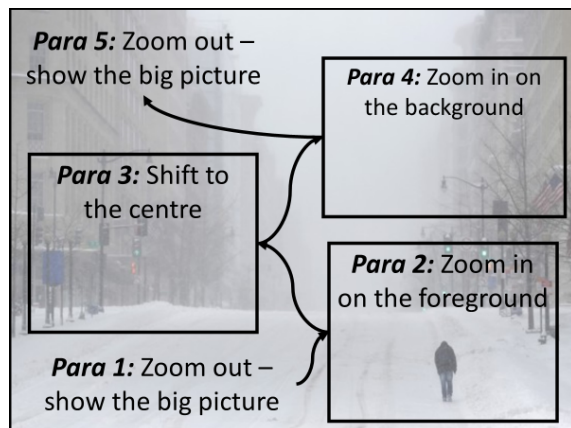 Para 5: Zoom out –
show the big picture
Para 4: Zoom in on
the background
Para 3: Shift to
the centre
Para 2: Zoom in
on the foreground
Para 1: Zoom out –
show the big picture